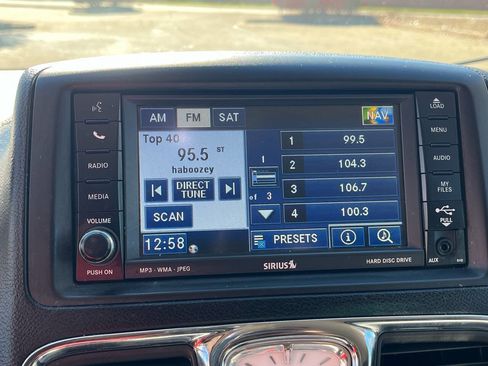 AM FM SAT NAV
LOAD
MENU
RADIO
AUDIO
MEDIA
MY
FILES
VOLUME
PULL
PUSH ON
AUX
Top 40
95.5 ST
haboozey
DIRECT
TUNE
SCAN
12:58
1
of 3
1 99.5
2 104.3
3 106.7
4 100.3
PRESETS
MP3 - WMA - JPEG
SIRIUS
HARD DISC DRIVE